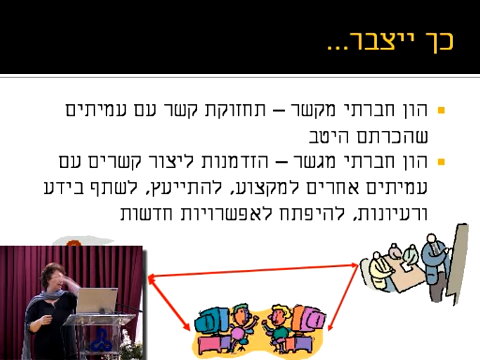 כך ייצבר...
הון חברתי מקשר – תחזוקת קשר עם עמיתים
שהכרתם היטב
הון חברתי מגשר – הזדמנות ליצור קשרים עם
עמיתים אחרים למקצוע, להתייעץ, לשתף בידע
ורעיונות, להיפתח לאפשרויות חדשות